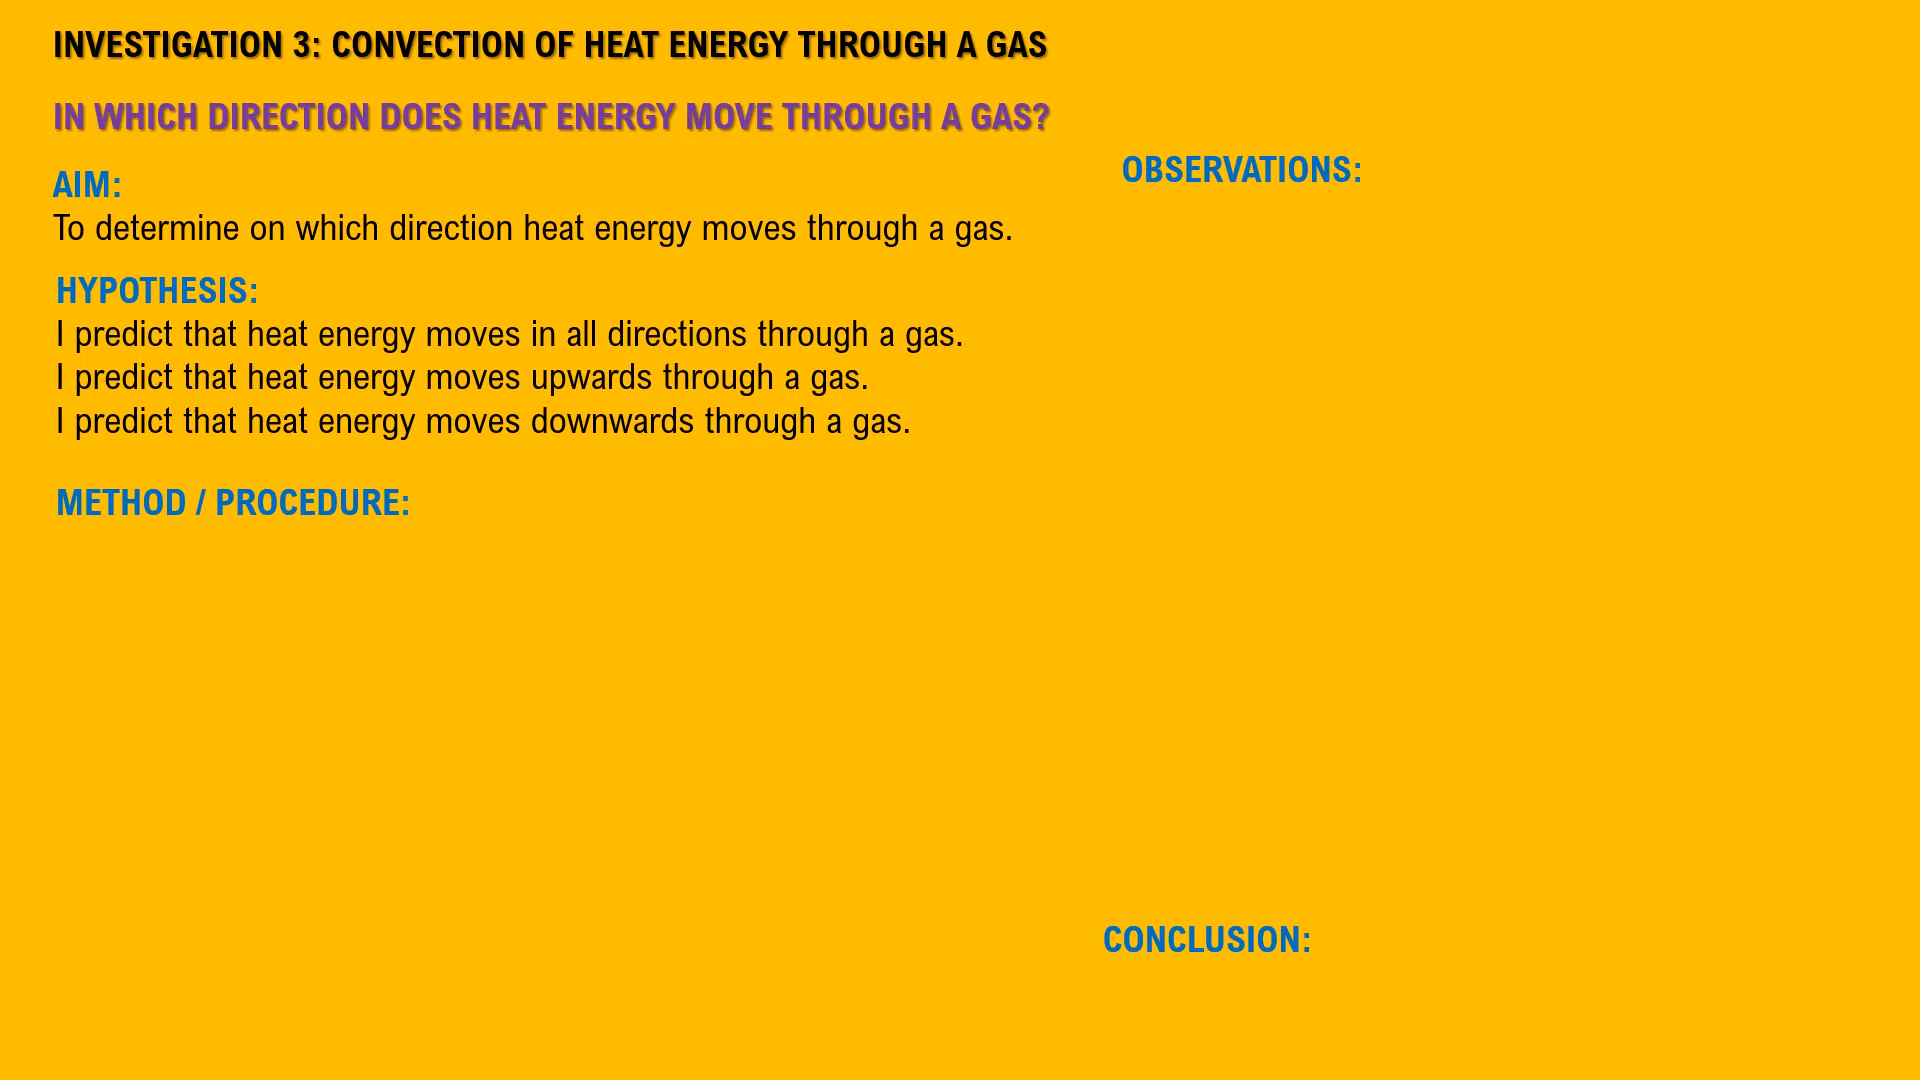 INVESTIGATION 3: CONVECTION OF HEAT ENERGY THROUGH A GAS
IN WHICH DIRECTION DOES HEAT ENERGY MOVE THROUGH A GAS?
AIM:
To determine on which direction heat energy moves through a gas.
HYPOTHESIS:
I predict that heat energy moves in all directions through a gas.
I predict that heat energy moves upwards through a gas.
I predict that heat energy moves downwards through a gas.
METHOD / PROCEDURE:
OBSERVATIONS:
CONCLUSION: